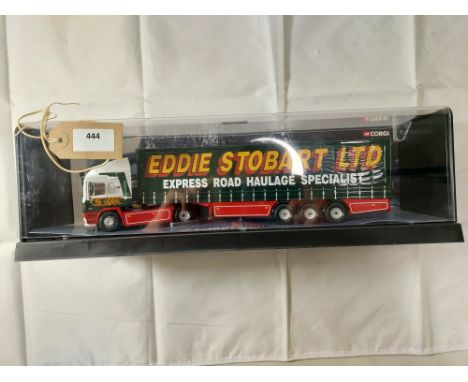 444
CORGI
EDDIE STOBART LTD
EXPRESS ROAD HAULAGE SPECIALIST